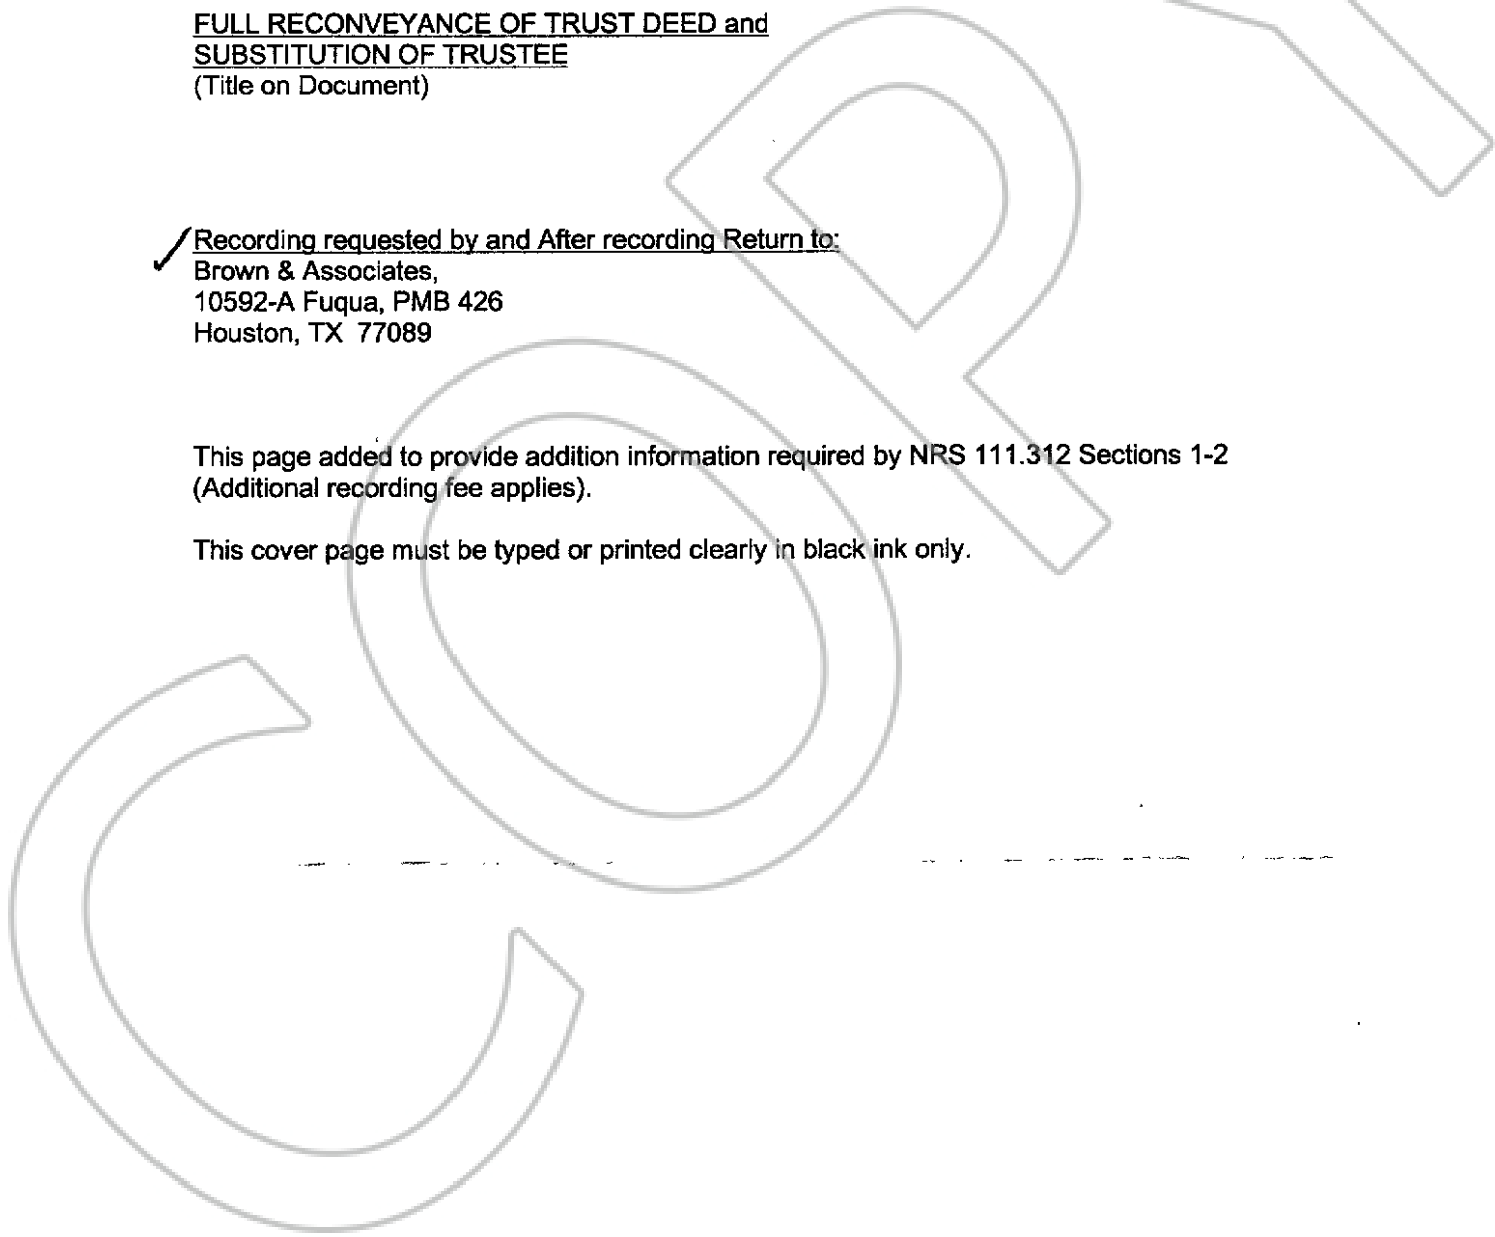 FULL RECONVEYANCE OF TRUST DEED and
SUBSTITUTION OF TRUSTEE
(Title on Document)
Recording requested by and After recording Return to:
Brown & Associates,
10592-A Fuqua, PMB 426
Houston, TX 77089
This page added to provide addition information required by NRS 111.312 Sections 1-2
(Additional recording fee applies).
This cover page must be typed or printed clearly in black ink only.
COPY